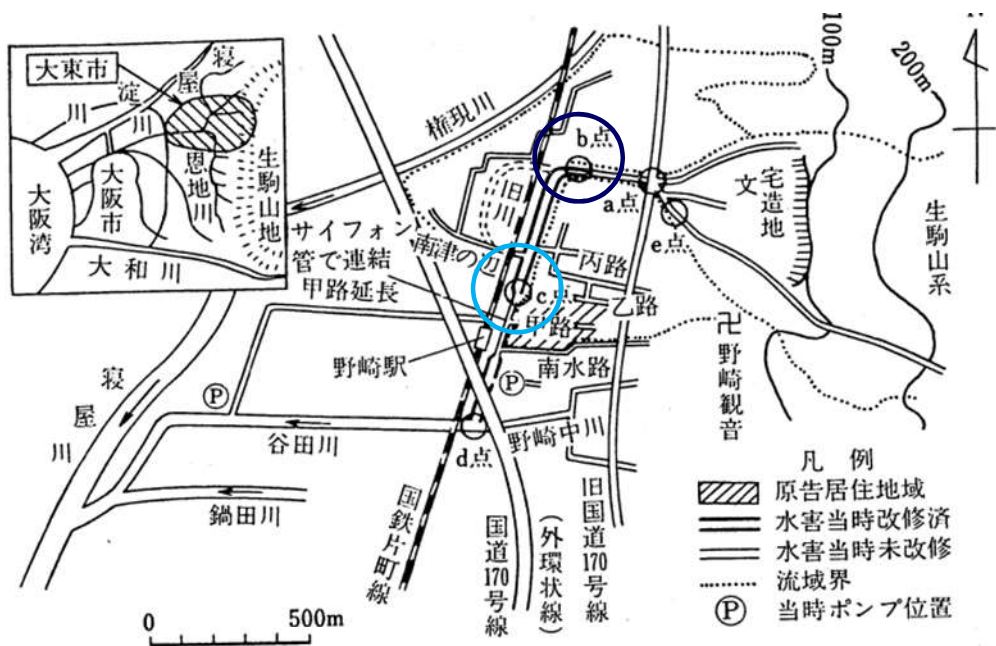 大東市
寝屋川
淀川
恩地川
生駒山地
大阪市
大阪湾
大和川
権現川
b点
a点
e点
旧川
宅造地
文
100m
200m
生駒山系
サイフォン
管で連結
甲路延長
南津の辺
丙路
c点
乙路
甲路
野崎駅
南水路
卍野崎観音
寝屋川
P
P
谷田川
d点
野崎中川
鍋田川
国鉄片町線
国道170号線
(外環状線)
旧国道170号線
0 500m
凡例
原告居住地域
水害当時改修済
水害当時未改修
流域界
P 当時ポンプ位置